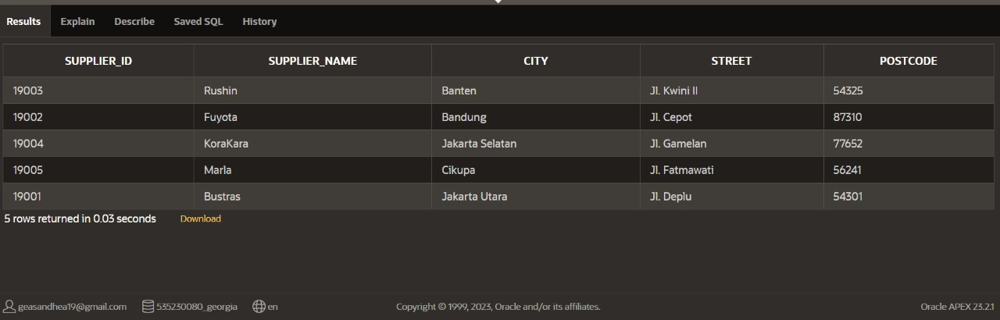 Results Explain Describe Saved SQL History
SUPPLIER_ID SUPPLIER_NAME CITY STREET POSTCODE
19003 Rushin Banten Jl. Kwini II 54325
19002 Fuyota Bandung Jl. Cepot 87310
19004 KoraKara Jakarta Selatan Jl. Gamelan 77652
19005 Marla Cikupa Jl. Fatmawati 56241
19001 Bustras Jakarta Utara Jl. Deplu 54301
5 rows returned in 0.03 seconds Download
geasandhea19@gmail.com 535230080_georgia en Copyright © 1999, 2023, Oracle and/or its affiliates. Oracle APEX 23.2.1